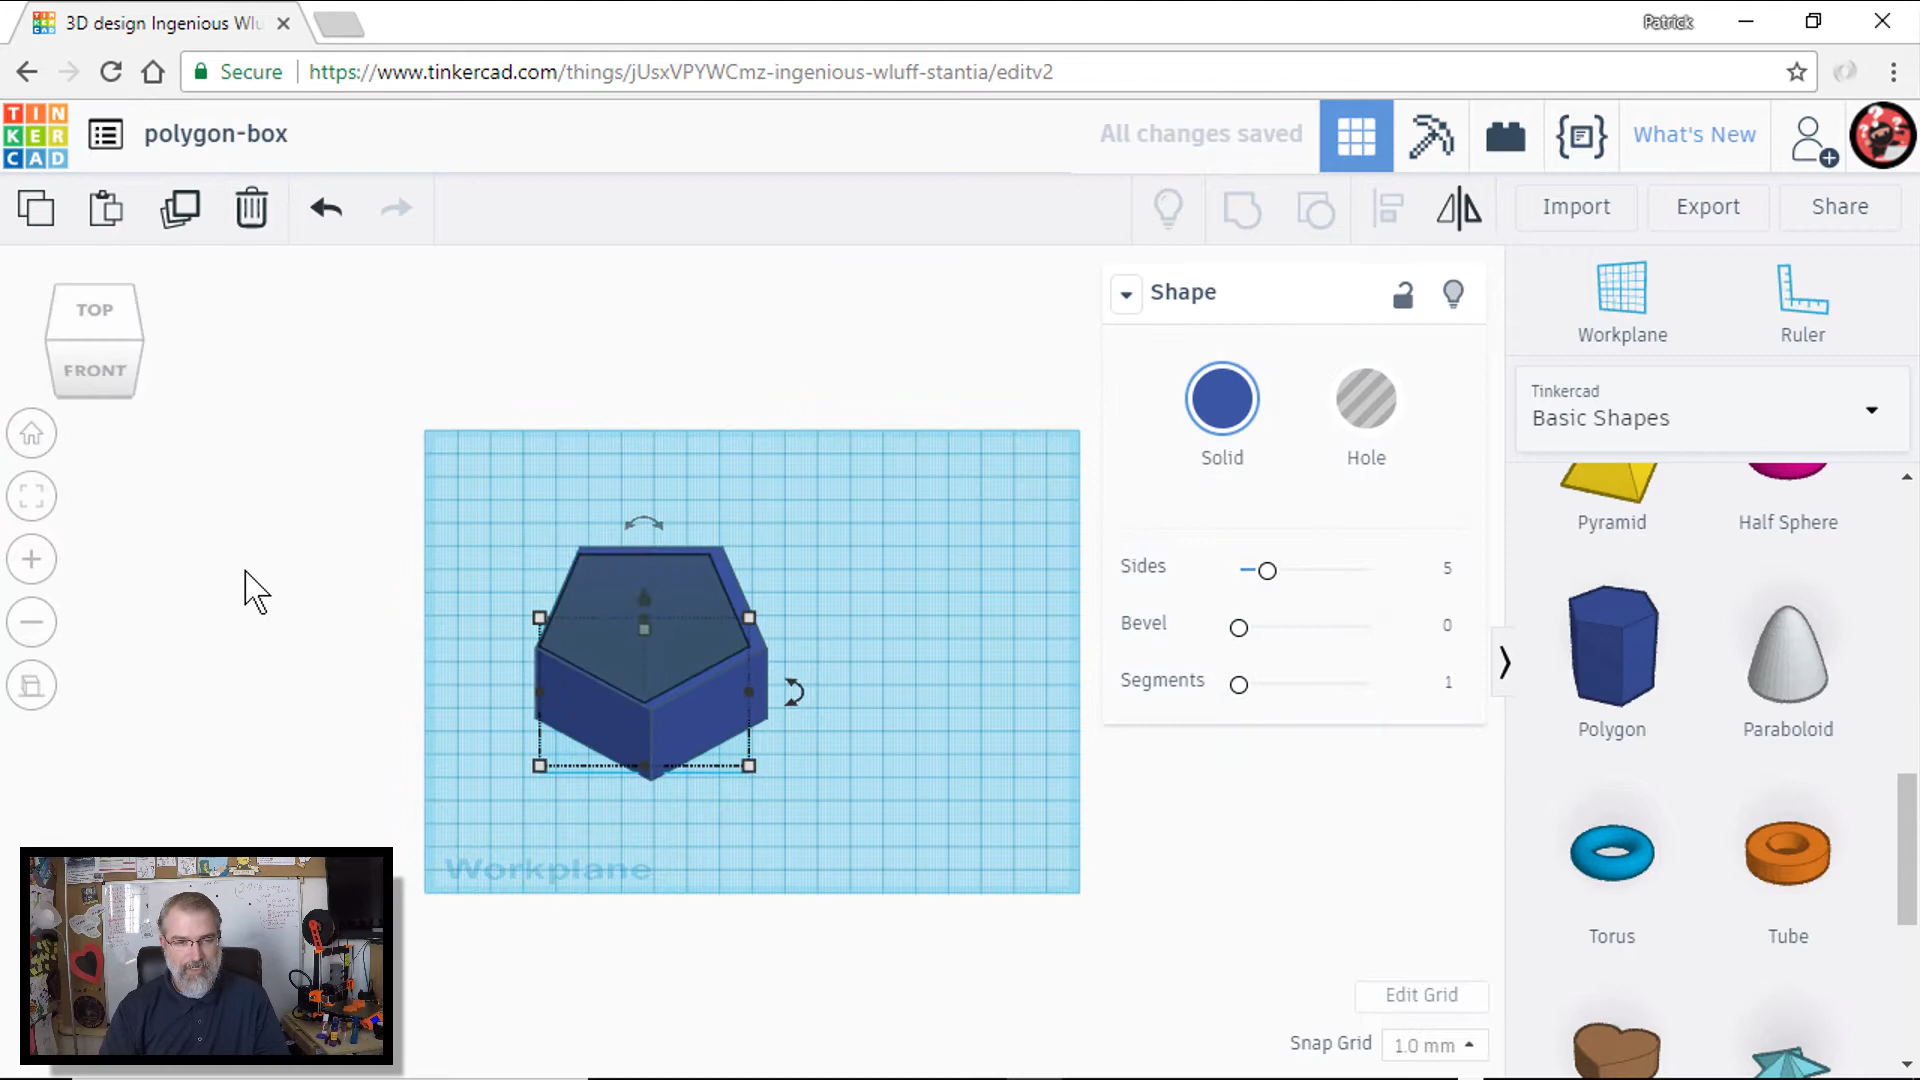 3D design Ingenious Wlu
Patrick
Secure
https://www.tinkercad.com/things/jUsxVPYWCmz-ingenious-wluff-stantia/editv2
TIN
KER
CAD
polygon-box
All changes saved
What's New
Import
Export
Share
TOP
FRONT
Shape
Solid
Hole
Sides
5
Bevel
0
Segments
1
Workplane
Ruler
Tinkercad
Basic Shapes
Pyramid
Half Sphere
Polygon
Paraboloid
Torus
Tube
Workplane
Edit Grid
Snap Grid
1.0 mm